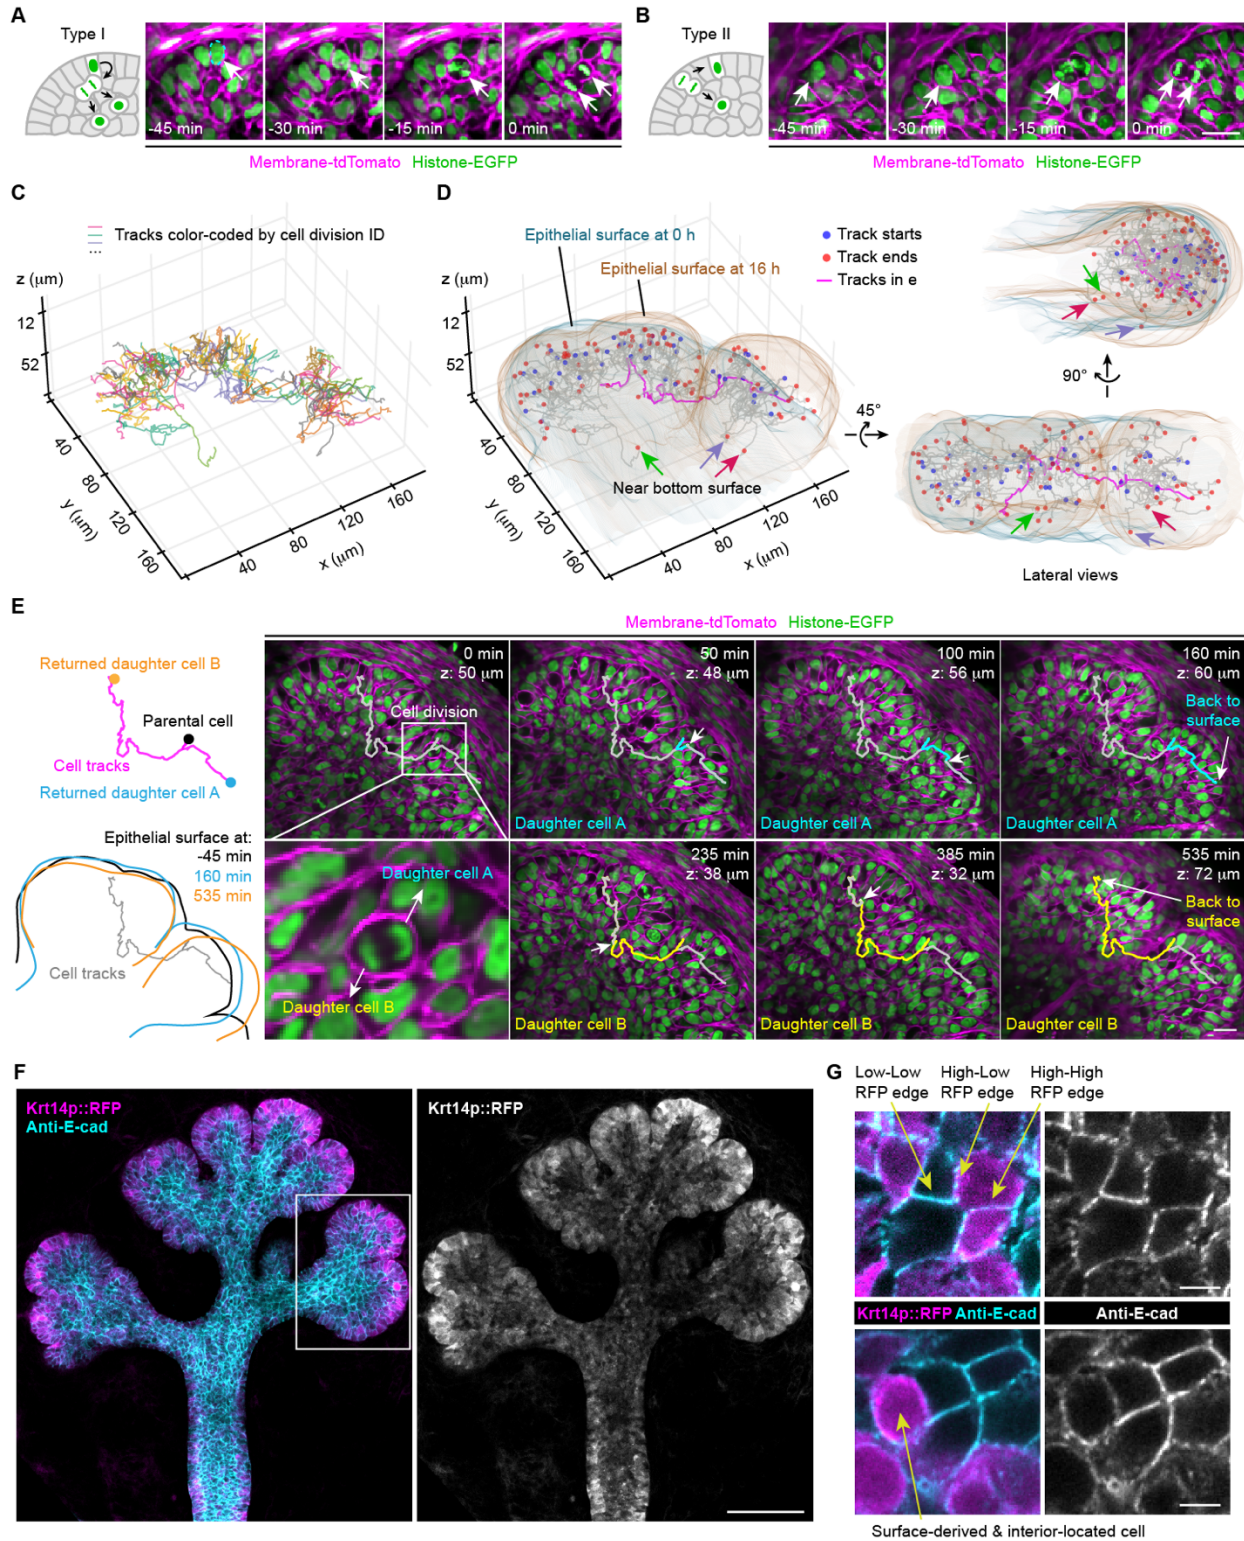 A
Type I
-45 min
-30 min
-15 min
0 min
Membrane-tdTomato Histone-EGFP
B
Type II
-45 min
-30 min
-15 min
0 min
Membrane-tdTomato Histone-EGFP
C
Tracks color-coded by cell division ID
z (μm)
12
52
40
80
120
160
y (μm)
40
80
120
160
x (μm)
D
Epithelial surface at 0 h
Epithelial surface at 16 h
Track starts
Track ends
Tracks in e
z (μm)
12
52
40
80
120
160
y (μm)
40
80
120
160
x (μm)
Near bottom surface
45°
90°
Lateral views
E
Membrane-tdTomato Histone-EGFP
Returned daughter cell B
Parental cell
Cell tracks
Returned daughter cell A
Epithelial surface at:
-45 min
160 min
535 min
Cell tracks
0 min
z: 50 μm
Cell division
50 min
z: 48 μm
Daughter cell A
100 min
z: 56 μm
Daughter cell A
160 min
z: 60 μm
Back to
surface
Daughter cell A
Daughter cell A
Daughter cell B
235 min
z: 38 μm
Daughter cell B
385 min
z: 32 μm
Daughter cell B
535 min
z: 72 μm
Back to
surface
Daughter cell B
F
Krt14p::RFP
Anti-E-cad
Krt14p::RFP
G
Low-Low
RFP edge
High-Low
RFP edge
High-High
RFP edge
Krt14p::RFP Anti-E-cad
Anti-E-cad
Surface-derived & interior-located cell